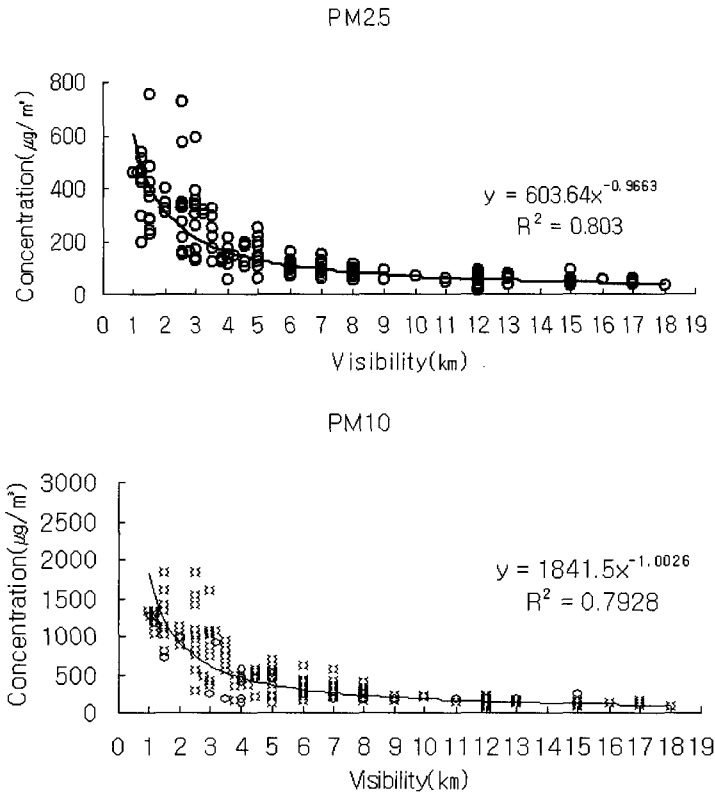 PM2.5
Concentration(㎍/㎥)
800
600
400
200
0
y = 603.64x^-0.9663
R² = 0.803
0 1 2 3 4 5 6 7 8 9 10 11 12 13 14 15 16 17 18 19
Visibility(km)
PM10
Concentration(㎍/㎥)
3000
2500
2000
1500
1000
500
0
y = 1841.5x^-1.0026
R² = 0.7928
0 1 2 3 4 5 6 7 8 9 10 11 12 13 14 15 16 17 18 19
Visibility(km)